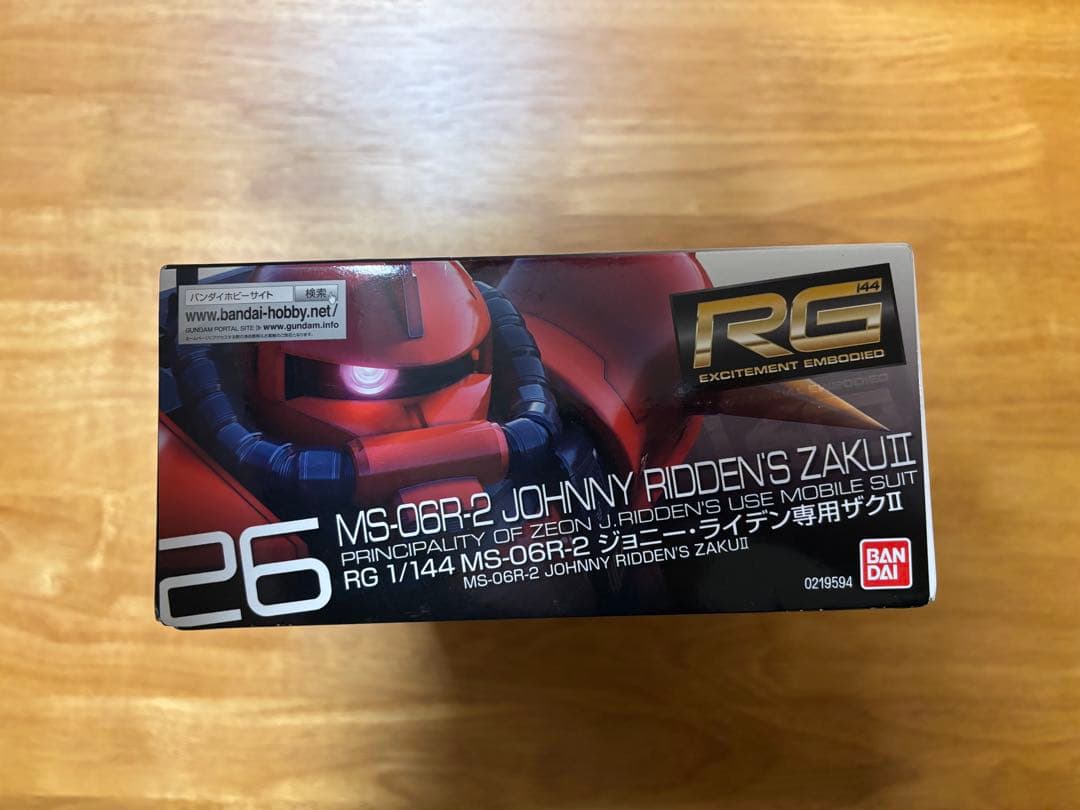 バンダイホビーサイト 検索
www.bandai-hobby.net/
GUNDAM PORTAL SITE www.gundam.info
RG 144
EXCITEMENT EMBODIED
26
MS-06R-2 JOHNNY RIDDEN'S ZAKUⅡ
PRINCIPALITY OF ZEON J.RIDDEN'S USE MOBILE SUIT
RG 1/144 MS-06R-2 ジョニー・ライデン専用ザクⅡ
MS-06R-2 JOHNNY RIDDEN'S ZAKUⅡ
0219594
BAN
DAI